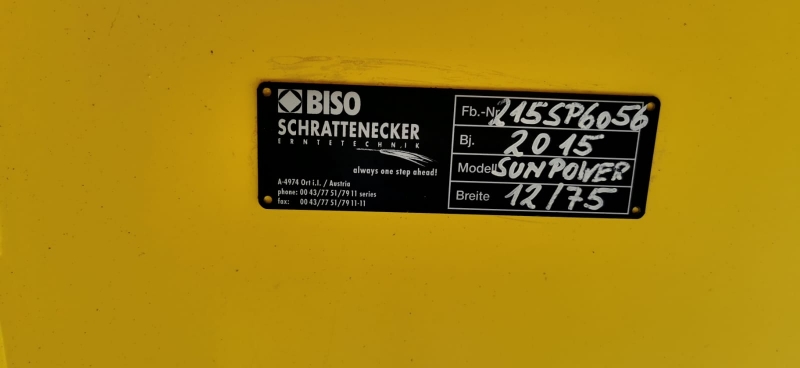 BISO
SCHRATTENECKER
ERNTETECHNIK
always one step ahead!
A-4974 Ort i.I. / Austria
phone: 00 43/77 51/79 11 series
fax: 00 43/77 51/79 11-11
Fb.-Nr. 215SP6056
Bj. 2015
Modell SUNPOWER
Breite 12/75